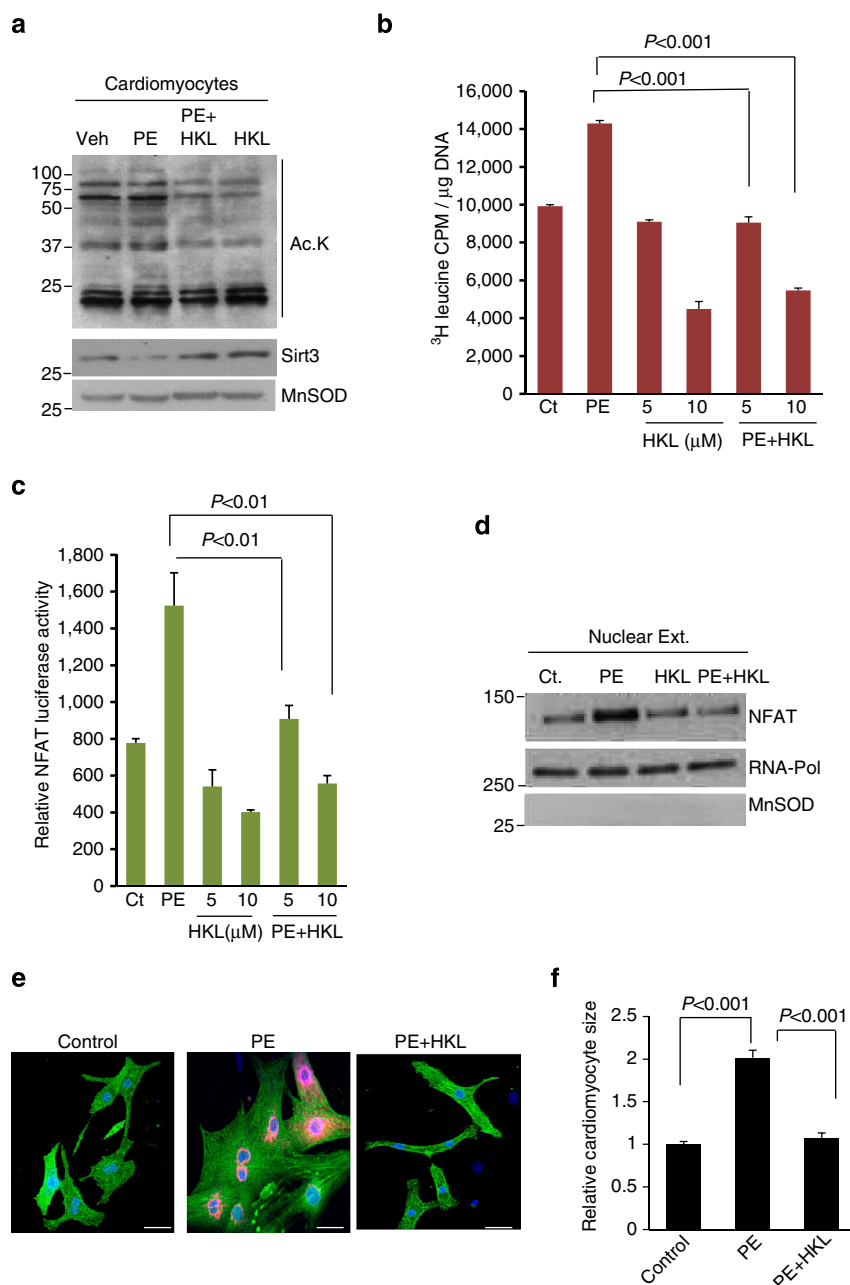 a
Cardiomyocytes
Veh PE PE+ HKL HKL
100
75
50
37
25
Ac.K
25
Sirt3
25
MnSOD
b
P<0.001
P<0.001
³H leucine CPM / μg DNA
16,000
14,000
12,000
10,000
8,000
6,000
4,000
2,000
0
Ct PE 5 10 5 10
HKL (μM) PE+HKL
c
P<0.01
P<0.01
Relative NFAT luciferase activity
1,800
1,600
1,400
1,200
1,000
800
600
400
200
0
Ct PE 5 10 5 10
HKL(μM) PE+HKL
d
Nuclear Ext.
Ct. PE HKL PE+HKL
150
NFAT
250
RNA-Pol
25
MnSOD
e
Control PE PE+HKL
f
P<0.001
P<0.001
Relative cardiomyocyte size
2.5
2
1.5
1
0.5
0
Control PE PE+HKL